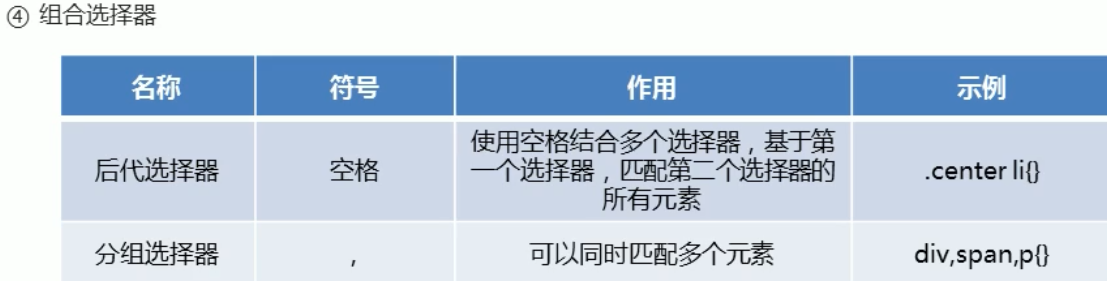 ④ 组合选择器
名称 符号 作用 示例
后代选择器 空格 使用空格结合多个选择器，基于第
一个选择器，匹配第二个选择器的
所有元素 .center li{}
分组选择器 , 可以同时匹配多个元素 div,span,p{}